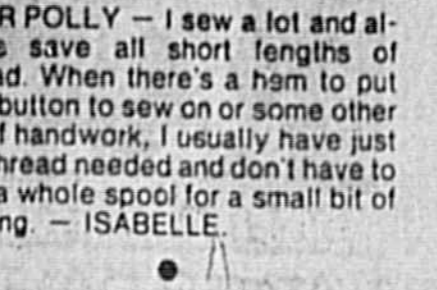 R POLLY — I sew a lot and al-
s save all short lengths of
ad. When there's a hem to put
button to sew on or some other
f handwork, I usually have just
hread needed and don't have to
a whole spool for a small bit of
ng. — ISABELLE.